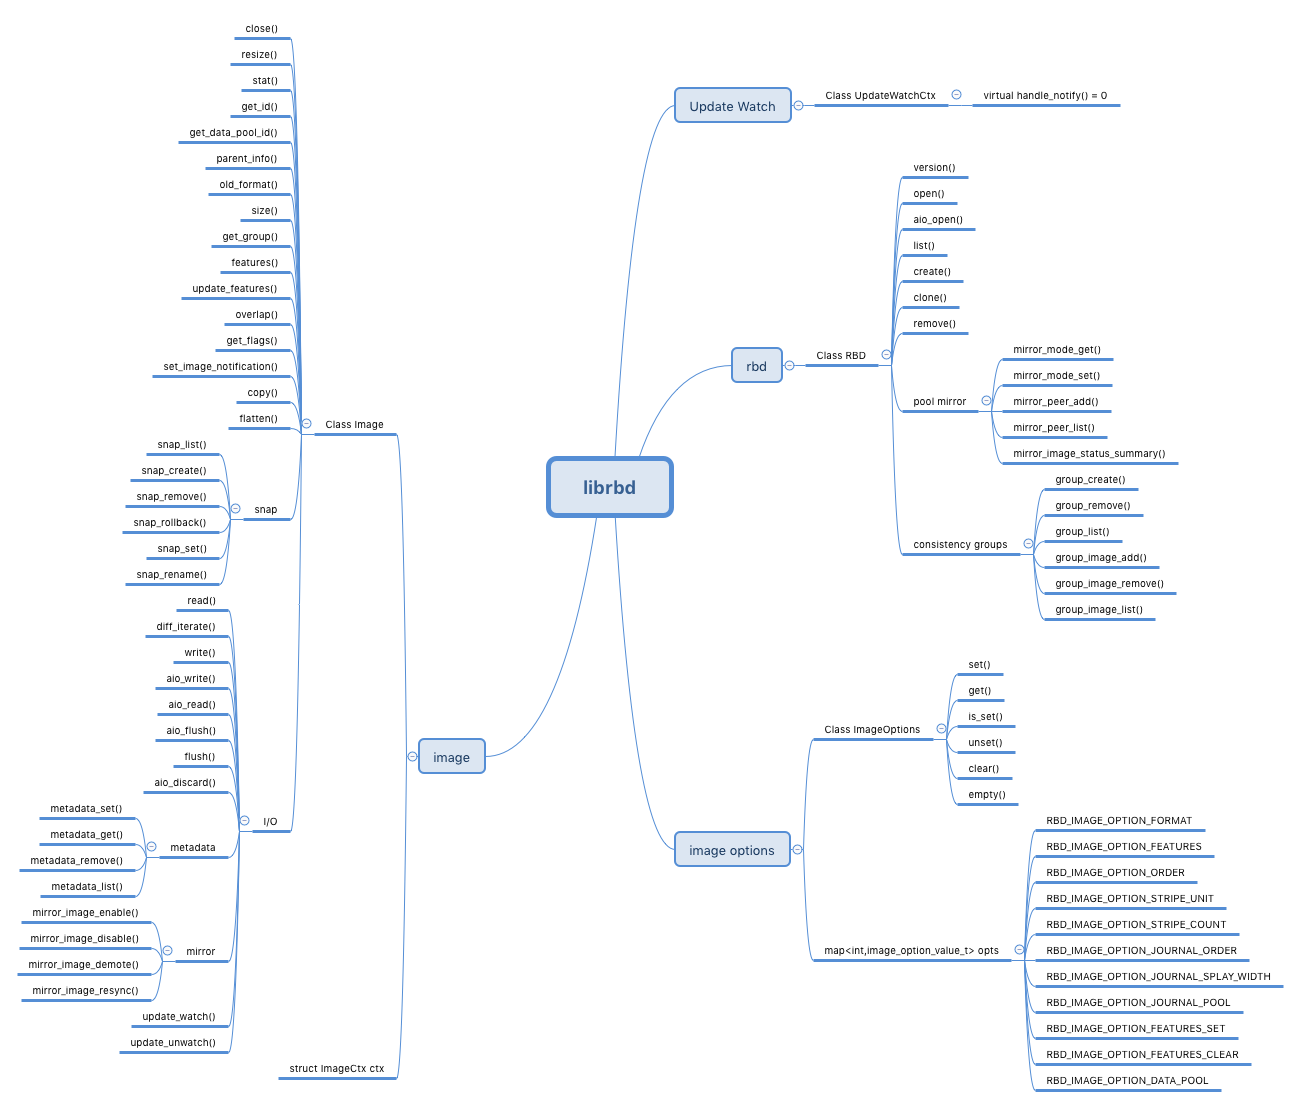 librbd
Update Watch
Class UpdateWatchCtx
virtual handle_notify() = 0
rbd
Class RBD
version()
open()
aio_open()
list()
create()
clone()
remove()
pool mirror
mirror_mode_get()
mirror_mode_set()
mirror_peer_add()
mirror_peer_list()
mirror_image_status_summary()
consistency groups
group_create()
group_remove()
group_list()
group_image_add()
group_image_remove()
group_image_list()
image options
Class ImageOptions
set()
get()
is_set()
unset()
clear()
empty()
map<int,image_option_value_t> opts
RBD_IMAGE_OPTION_FORMAT
RBD_IMAGE_OPTION_FEATURES
RBD_IMAGE_OPTION_ORDER
RBD_IMAGE_OPTION_STRIPE_UNIT
RBD_IMAGE_OPTION_STRIPE_COUNT
RBD_IMAGE_OPTION_JOURNAL_ORDER
RBD_IMAGE_OPTION_JOURNAL_SPLAY_WIDTH
RBD_IMAGE_OPTION_JOURNAL_POOL
RBD_IMAGE_OPTION_FEATURES_SET
RBD_IMAGE_OPTION_FEATURES_CLEAR
RBD_IMAGE_OPTION_DATA_POOL
image
Class Image
close()
resize()
stat()
get_id()
get_data_pool_id()
parent_info()
old_format()
size()
get_group()
features()
update_features()
overlap()
get_flags()
set_image_notification()
copy()
flatten()
snap
snap_list()
snap_create()
snap_remove()
snap_rollback()
snap_set()
snap_rename()
I/O
read()
diff_iterate()
write()
aio_write()
aio_read()
aio_flush()
flush()
aio_discard()
metadata
metadata_set()
metadata_get()
metadata_remove()
metadata_list()
mirror
mirror_image_enable()
mirror_image_disable()
mirror_image_demote()
mirror_image_resync()
update_watch()
update_unwatch()
struct ImageCtx ctx